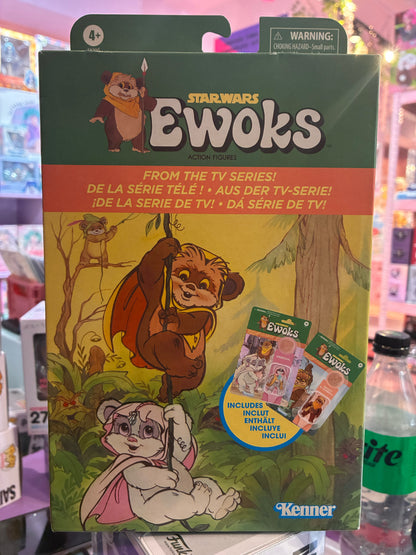 4+
WARNING:
CHOKING HAZARD-Small parts.
STAR WARS
EWOKS
ACTION FIGURES
FROM THE TV SERIES!
DE LA SÉRIE TÉLÉ ! • AUS DER TV-SERIE!
¡DE LA SERIE DE TV! • DÁ SÉRIE DE TV!
EWOKS
EWOKS
INCLUDES
INCLUT
ENTHÄLT
INCLUYE
INCLUI
Kenner
27